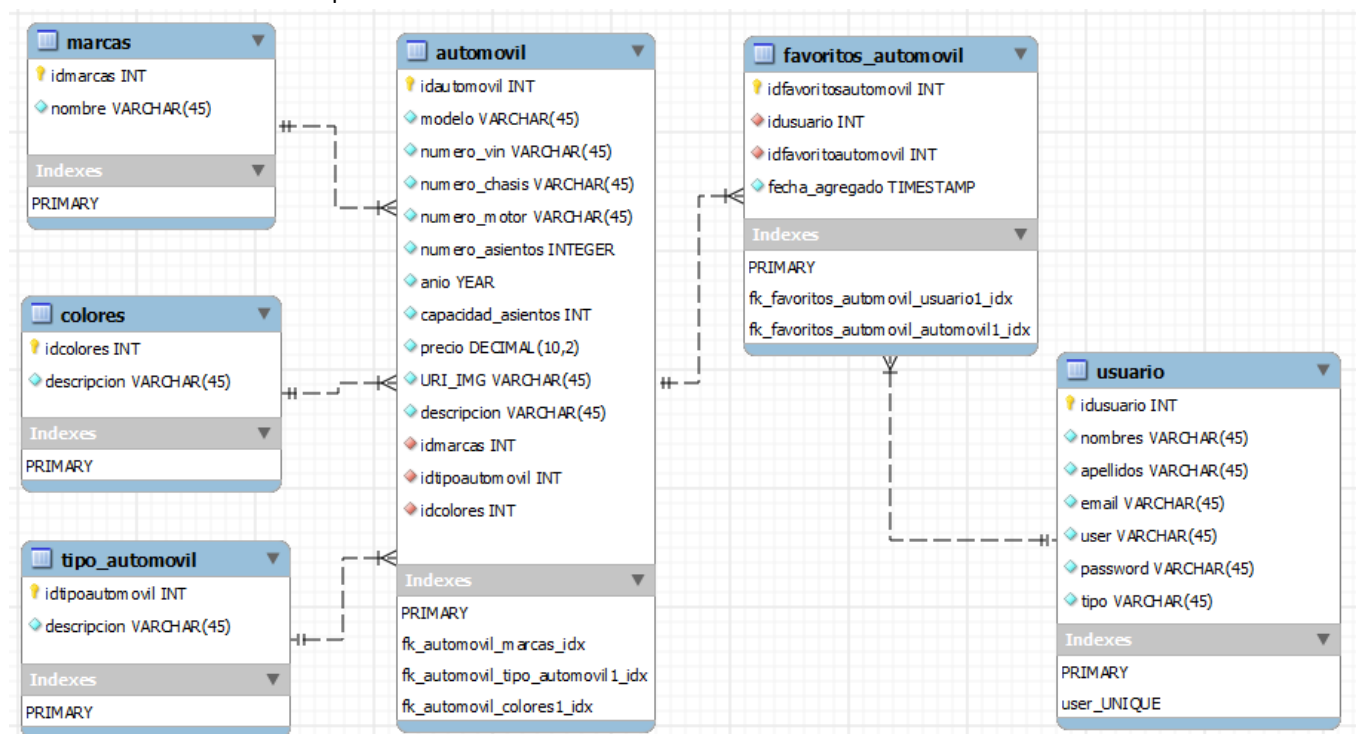 marcas
idmarcas INT
nombre VARCHAR(45)
Indexes
PRIMARY
colores
idcolores INT
descripcion VARCHAR(45)
Indexes
PRIMARY
tipo_automovil
idtipoautomovil INT
descripcion VARCHAR(45)
Indexes
PRIMARY
automovil
idautomovil INT
modelo VARCHAR(45)
numero_vin VARCHAR(45)
numero_chasis VARCHAR(45)
numero_motor VARCHAR(45)
numero_asientos INTEGER
anio YEAR
capacidad_asientos INT
precio DECIMAL(10,2)
URI_IMG VARCHAR(45)
descripcion VARCHAR(45)
idmarcas INT
idtipoautomovil INT
idcolores INT
Indexes
PRIMARY
fk_automovil_marcas_idx
fk_automovil_tipo_automovil1_idx
fk_automovil_colores1_idx
favoritos_automovil
idfavoritosautomovil INT
idusuario INT
idfavoritoautomovil INT
fecha_agregado TIMESTAMP
Indexes
PRIMARY
fk_favoritos_automovil_usuario1_idx
fk_favoritos_automovil_automovil1_idx
usuario
idusuario INT
nombres VARCHAR(45)
apellidos VARCHAR(45)
email VARCHAR(45)
user VARCHAR(45)
password VARCHAR(45)
tipo VARCHAR(45)
Indexes
PRIMARY
user_UNIQUE